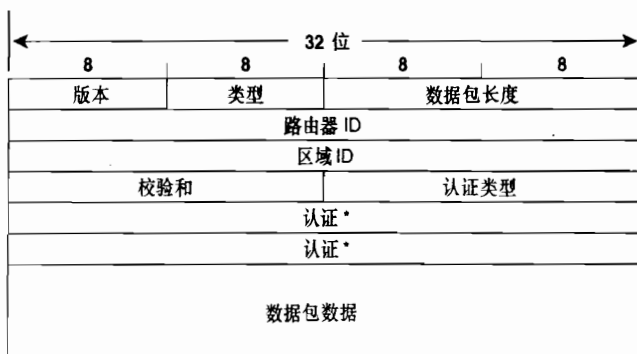 32 位
8 8 8 8
版本 类型 数据包长度
路由器 ID
区域 ID
校验和 认证类型
认证*
认证*
数据包数据